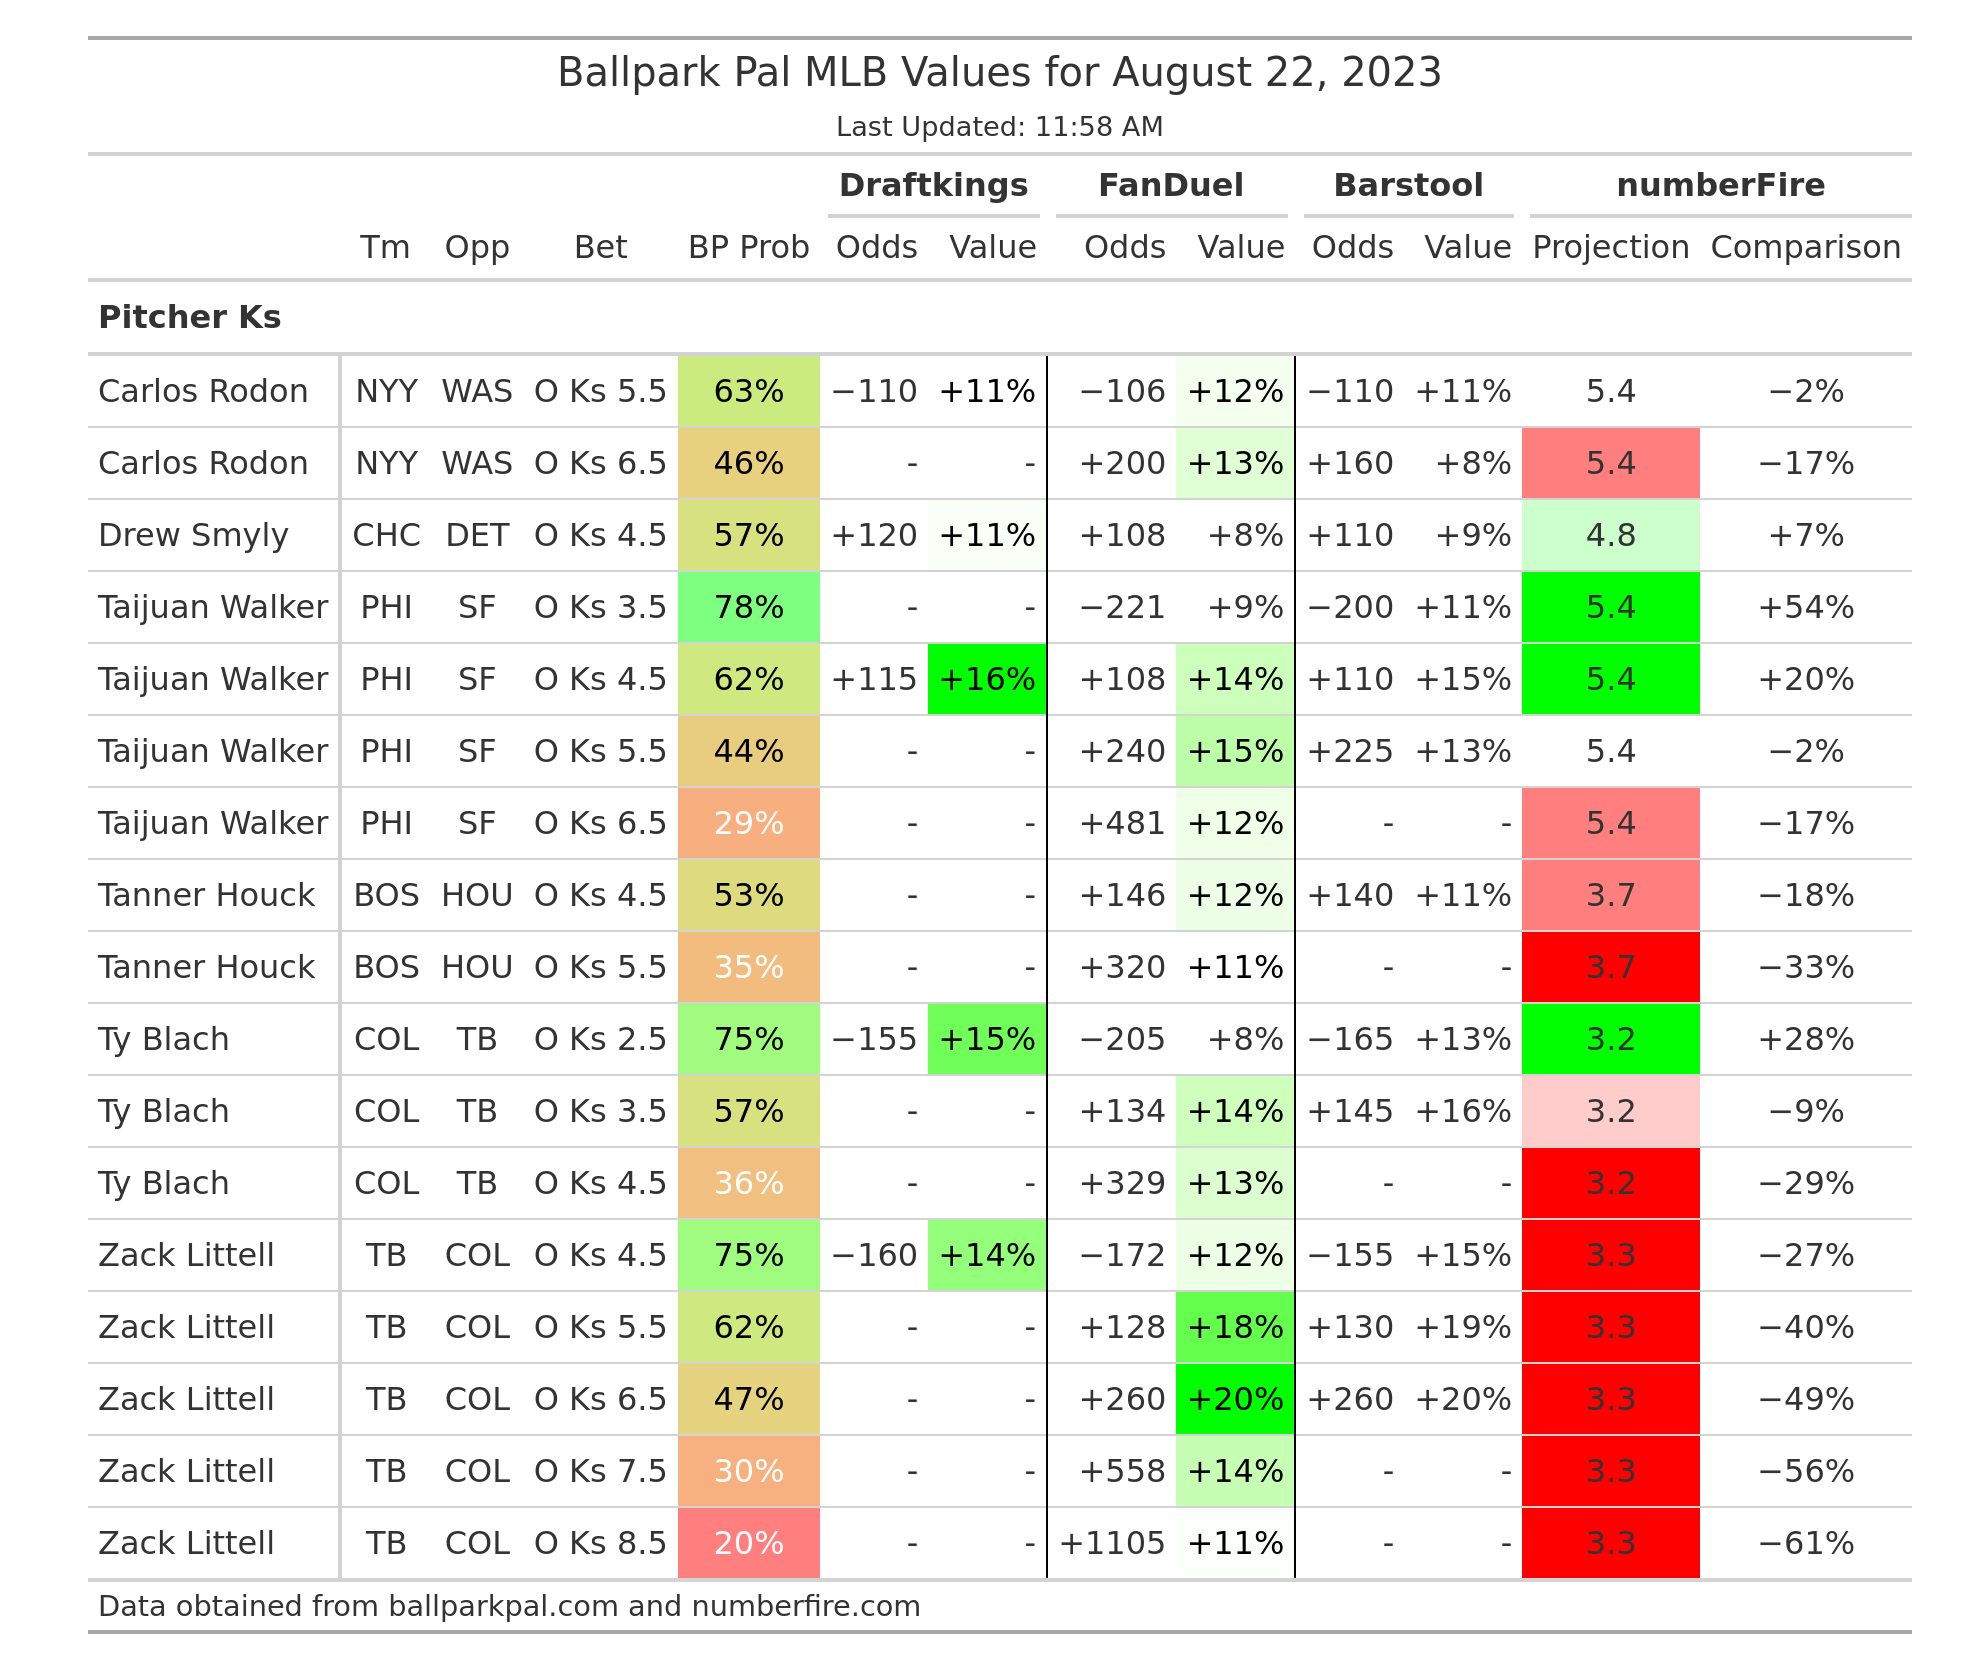 Ballpark Pal MLB Values for August 22, 2023
Last Updated: 11:58 AM
Draftkings FanDuel Barstool numberFire
Tm Opp Bet BP Prob Odds Value Odds Value Odds Value Projection Comparison
Pitcher Ks
Carlos Rodon NYY WAS O Ks 5.5 63% −110 +11% −106 +12% −110 +11% 5.4 −2%
Carlos Rodon NYY WAS O Ks 6.5 46% - - +200 +13% +160 +8% 5.4 −17%
Drew Smyly CHC DET O Ks 4.5 57% +120 +11% +108 +8% +110 +9% 4.8 +7%
Taijuan Walker PHI SF O Ks 3.5 78% - - −221 +9% −200 +11% 5.4 +54%
Taijuan Walker PHI SF O Ks 4.5 62% +115 +16% +108 +14% +110 +15% 5.4 +20%
Taijuan Walker PHI SF O Ks 5.5 44% - - +240 +15% +225 +13% 5.4 −2%
Taijuan Walker PHI SF O Ks 6.5 29% - - +481 +12% - - 5.4 −17%
Tanner Houck BOS HOU O Ks 4.5 53% - - +146 +12% +140 +11% 3.7 −18%
Tanner Houck BOS HOU O Ks 5.5 35% - - +320 +11% - - 3.7 −33%
Ty Blach COL TB O Ks 2.5 75% −155 +15% −205 +8% −165 +13% 3.2 +28%
Ty Blach COL TB O Ks 3.5 57% - - +134 +14% +145 +16% 3.2 −9%
Ty Blach COL TB O Ks 4.5 36% - - +329 +13% - - 3.2 −29%
Zack Littell TB COL O Ks 4.5 75% −160 +14% −172 +12% −155 +15% 3.3 −27%
Zack Littell TB COL O Ks 5.5 62% - - +128 +18% +130 +19% 3.3 −40%
Zack Littell TB COL O Ks 6.5 47% - - +260 +20% +260 +20% 3.3 −49%
Zack Littell TB COL O Ks 7.5 30% - - +558 +14% - - 3.3 −56%
Zack Littell TB COL O Ks 8.5 20% - - +1105 +11% - - 3.3 −61%
Data obtained from ballparkpal.com and numberfire.com